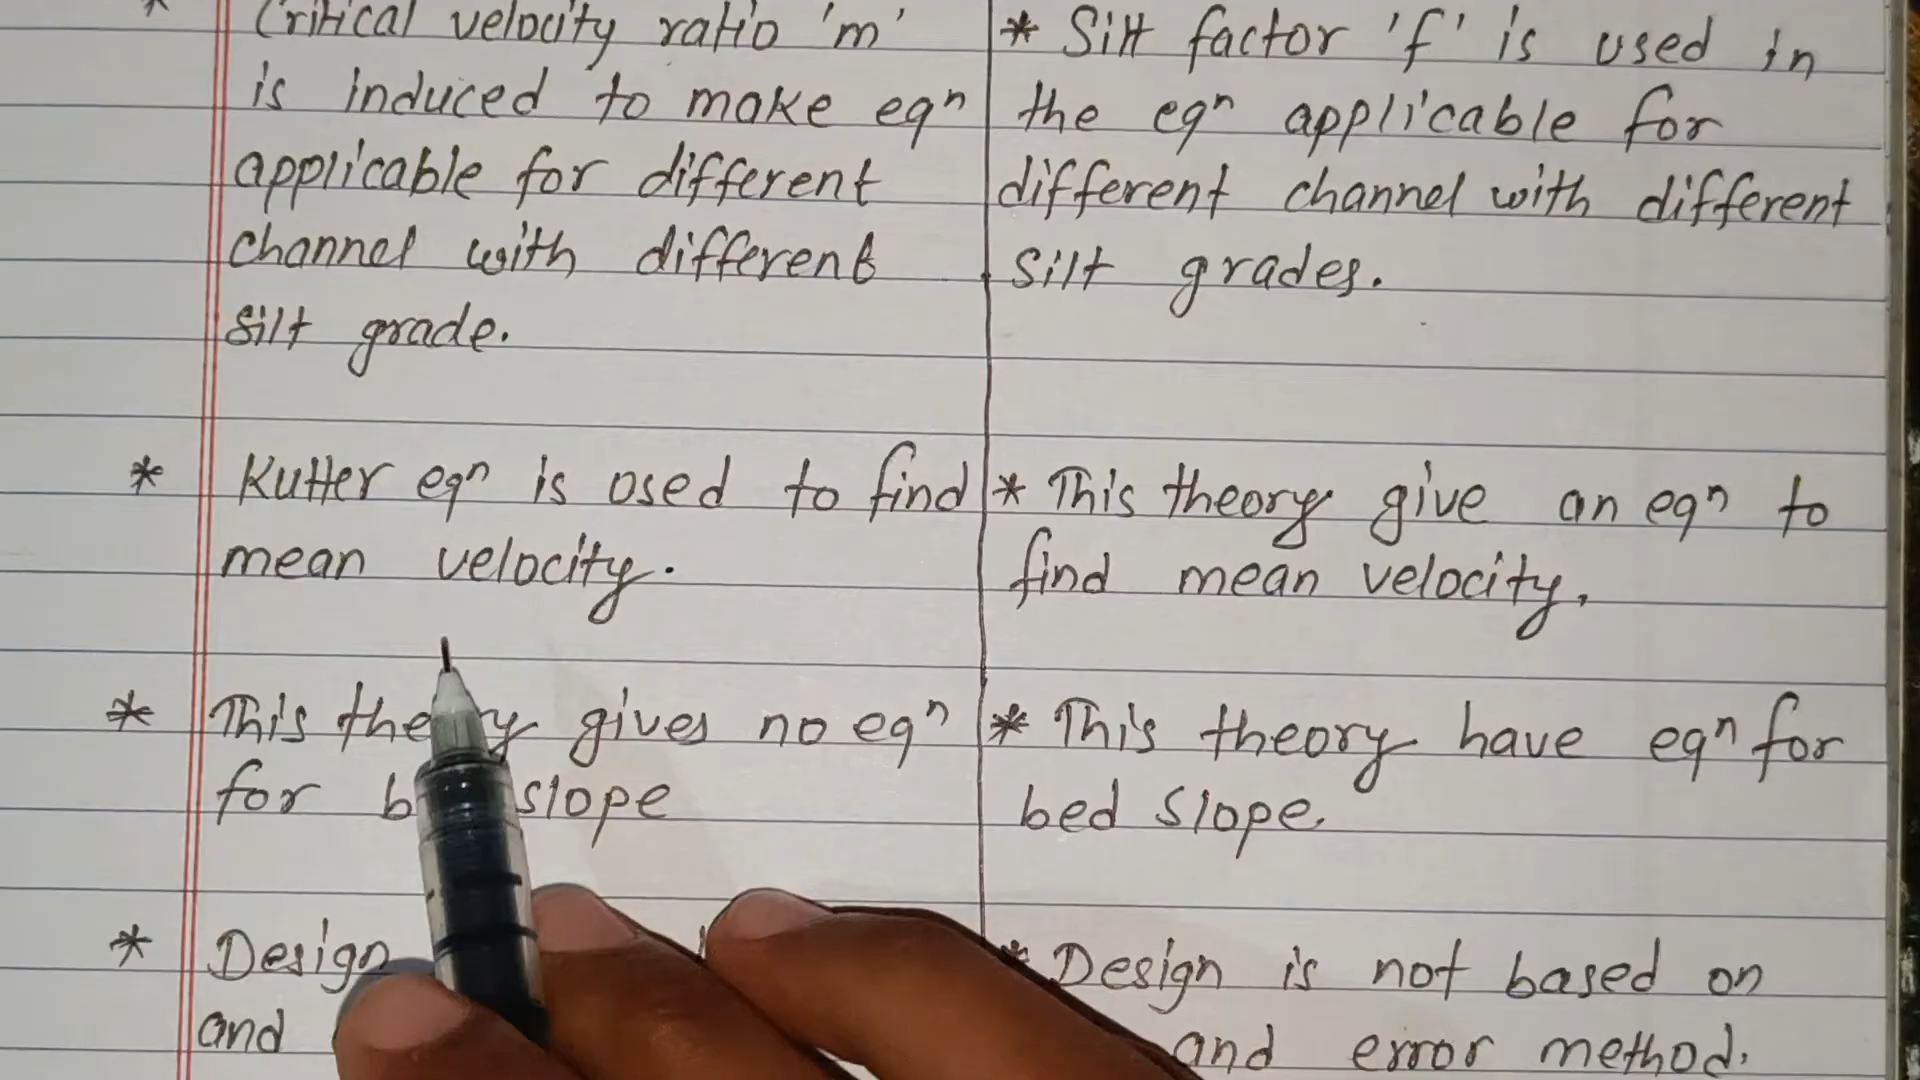 * Critical velocity ratio 'm'
is induced to make eqⁿ
applicable for different
channel with different
silt grade.
* Kutter eqⁿ is used to find
mean velocity.
* This theory gives no eqⁿ
for slope
* Design
and
* Silt factor 'f' is used in
the eqⁿ applicable for
different channel with different
silt grades.
* This theory give an eqⁿ to
find mean velocity.
* This theory have eqⁿ for
bed slope.
* Design is not based on
and error method.